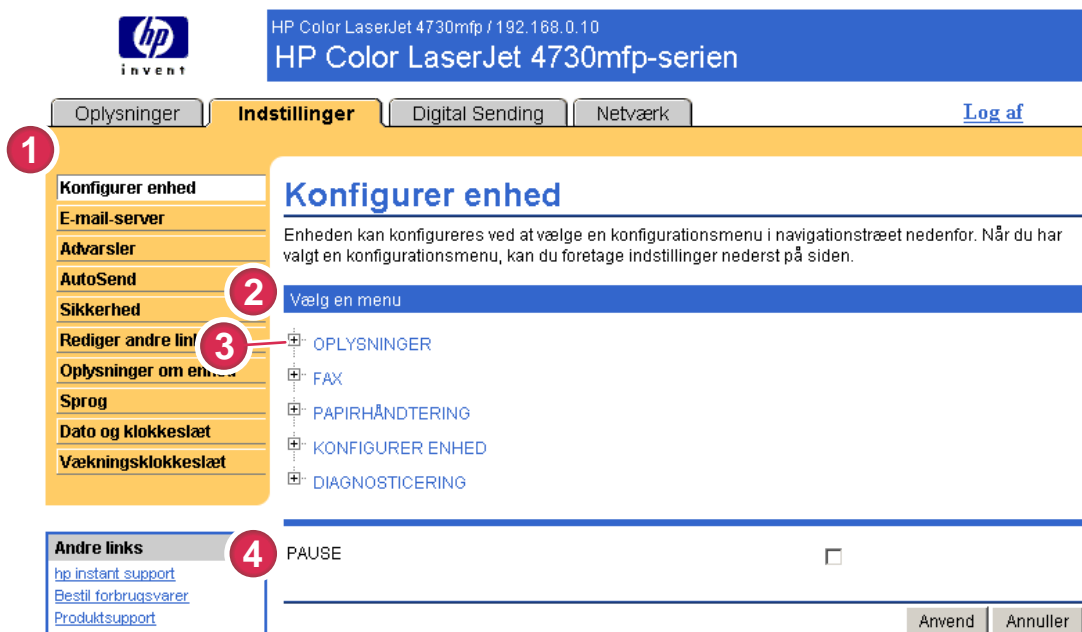 hp
invent
HP Color LaserJet 4730mfp / 192.168.0.10
HP Color LaserJet 4730mfp-serien
Oplysninger
Indstillinger
Digital Sending
Netværk
Log af
1
Konfigurer enhed
E-mail-server
Advarsler
AutoSend
Sikkerhed
Rediger andre
Oplysninger om
Sprog
Dato og klokkeslæt
Vækningsklokkeslæt
Andre links
hp instant support
Bestil forbrugsvarer
Produktsupport
Konfigurer enhed
Enheden kan konfigureres ved at vælge en konfigurationsmenu i navigationstræet nedenfor. Når du har
valgt en konfigurationsmenu, kan du foretage indstillinger nederst på siden.
2
Vælg en menu
3
OPLYSNINGER
FAX
PAPIRHÅNDTERING
KONFIGURER ENHED
DIAGNOSTICERING
4
PAUSE
Anvend
Annuller